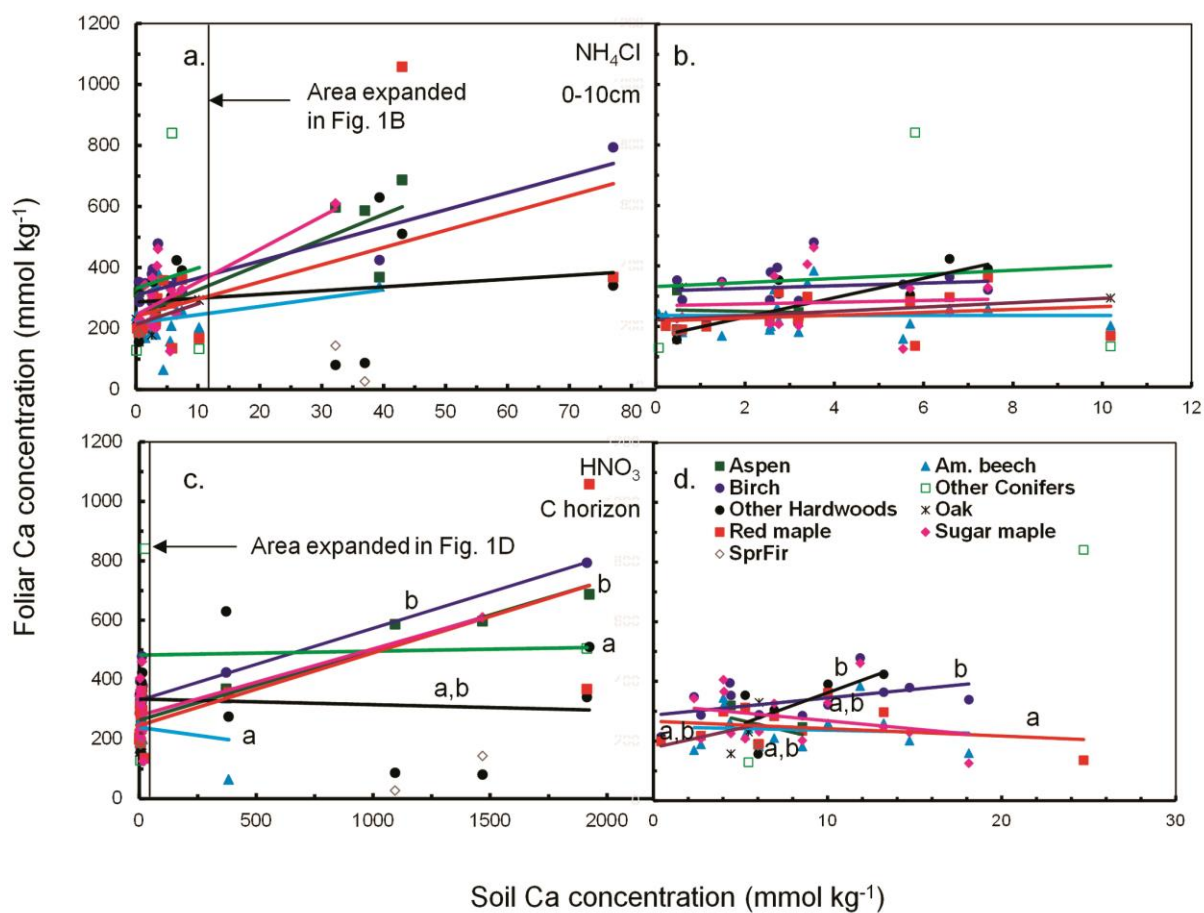 1200
1000
800
600
400
200
0
a.
NH₄Cl
0-10cm
Area expanded
in Fig. 1B
0 10 20 30 40 50 60 70 80
b.
0 2 4 6 8 10 12
Foliar Ca concentration (mmol kg⁻¹)
1200
1000
800
600
400
200
0
c.
HNO₃
C horizon
Area expanded in Fig. 1D
b
b
a
a,b
a
0 500 1000 1500 2000
d.
Aspen
Am. beech
Birch
Other Conifers
Other Hardwoods
Oak
Red maple
Sugar maple
SprFir
b
b
a,b
a
a,b
a,b
0 10 20 30
Soil Ca concentration (mmol kg⁻¹)